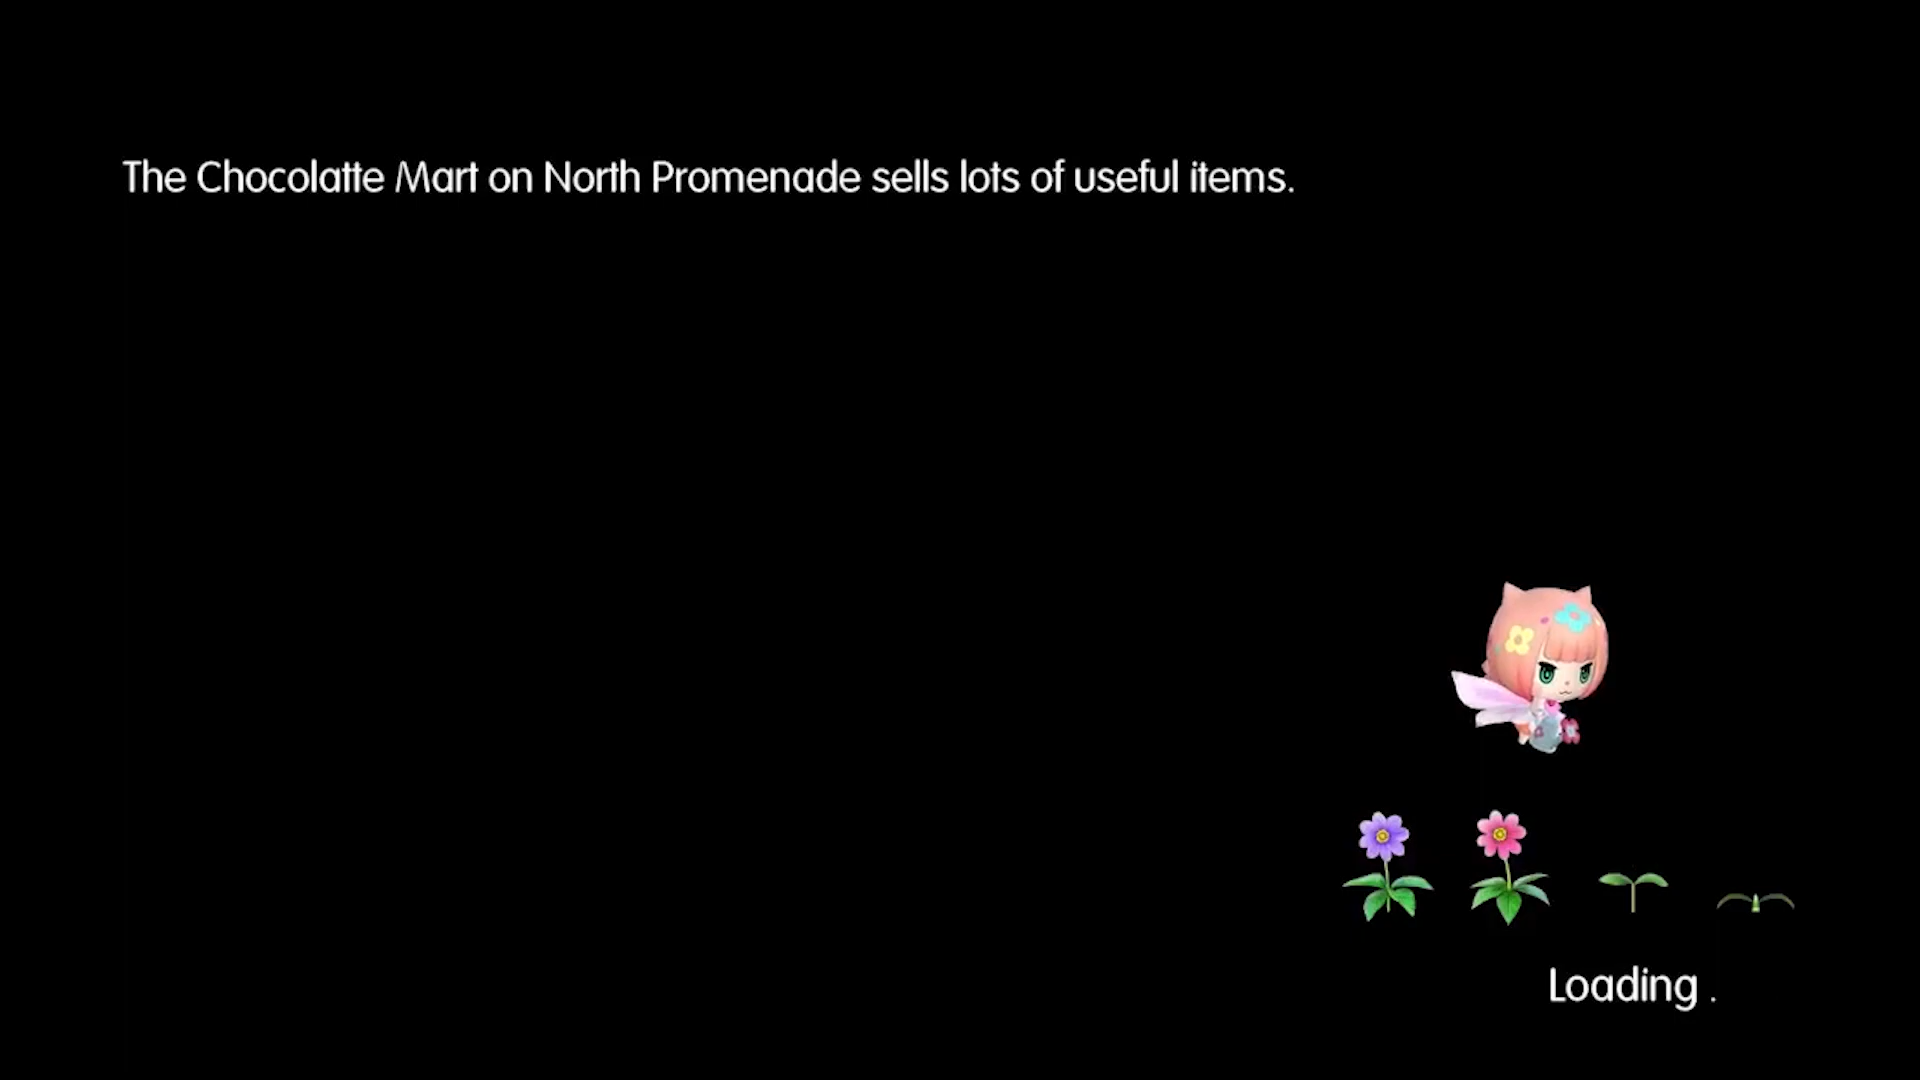 The Chocolatte Mart on North Promenade sells lots of useful items.
Loading .